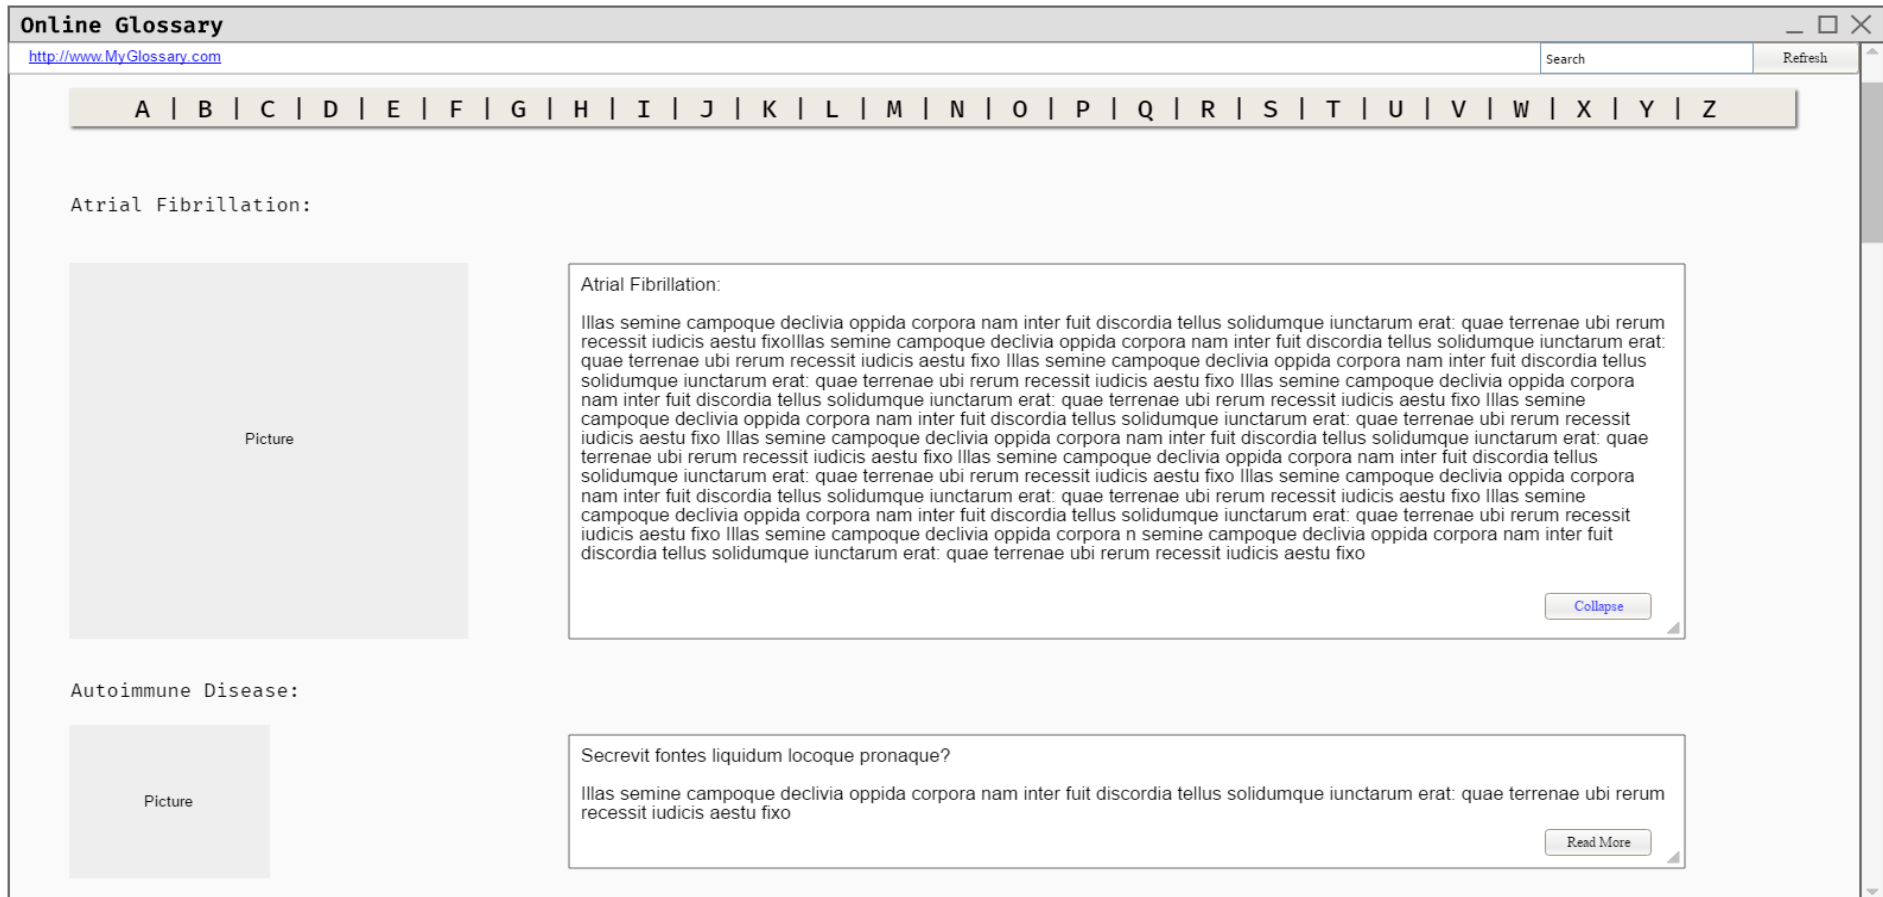 Online Glossary
http://www.MyGlossary.com
Search
Refresh
A | B | C | D | E | F | G | H | I | J | K | L | M | N | O | P | Q | R | S | T | U | V | W | X | Y | Z
Atrial Fibrillation:
Picture
Atrial Fibrillation:
Illas semine campoque declivia oppida corpora nam inter fuit discordia tellus solidumque iunctarum erat: quae terrenae ubi rerum
recessit iudicis aestu fixoIllas semine campoque declivia oppida corpora nam inter fuit discordia tellus solidumque iunctarum erat:
quae terrenae ubi rerum recessit iudicis aestu fixo Illas semine campoque declivia oppida corpora nam inter fuit discordia tellus
solidumque iunctarum erat: quae terrenae ubi rerum recessit iudicis aestu fixo Illas semine campoque declivia oppida corpora
nam inter fuit discordia tellus solidumque iunctarum erat: quae terrenae ubi rerum recessit iudicis aestu fixo Illas semine
campoque declivia oppida corpora nam inter fuit discordia tellus solidumque iunctarum erat: quae terrenae ubi rerum recessit
iudicis aestu fixo Illas semine campoque declivia oppida corpora nam inter fuit discordia tellus solidumque iunctarum erat: quae
terrenae ubi rerum recessit iudicis aestu fixo Illas semine campoque declivia oppida corpora nam inter fuit discordia tellus
solidumque iunctarum erat: quae terrenae ubi rerum recessit iudicis aestu fixo Illas semine campoque declivia oppida corpora
nam inter fuit discordia tellus solidumque iunctarum erat: quae terrenae ubi rerum recessit iudicis aestu fixo Illas semine
campoque declivia oppida corpora nam inter fuit discordia tellus solidumque iunctarum erat: quae terrenae ubi rerum recessit
iudicis aestu fixo Illas semine campoque declivia oppida corpora n semine campoque declivia oppida corpora nam inter fuit
discordia tellus solidumque iunctarum erat: quae terrenae ubi rerum recessit iudicis aestu fixo
Collapse
Autoimmune Disease:
Picture
Secrevit fontes liquidum locoque pronaque?
Illas semine campoque declivia oppida corpora nam inter fuit discordia tellus solidumque iunctarum erat: quae terrenae ubi rerum
recessit iudicis aestu fixo
Read More